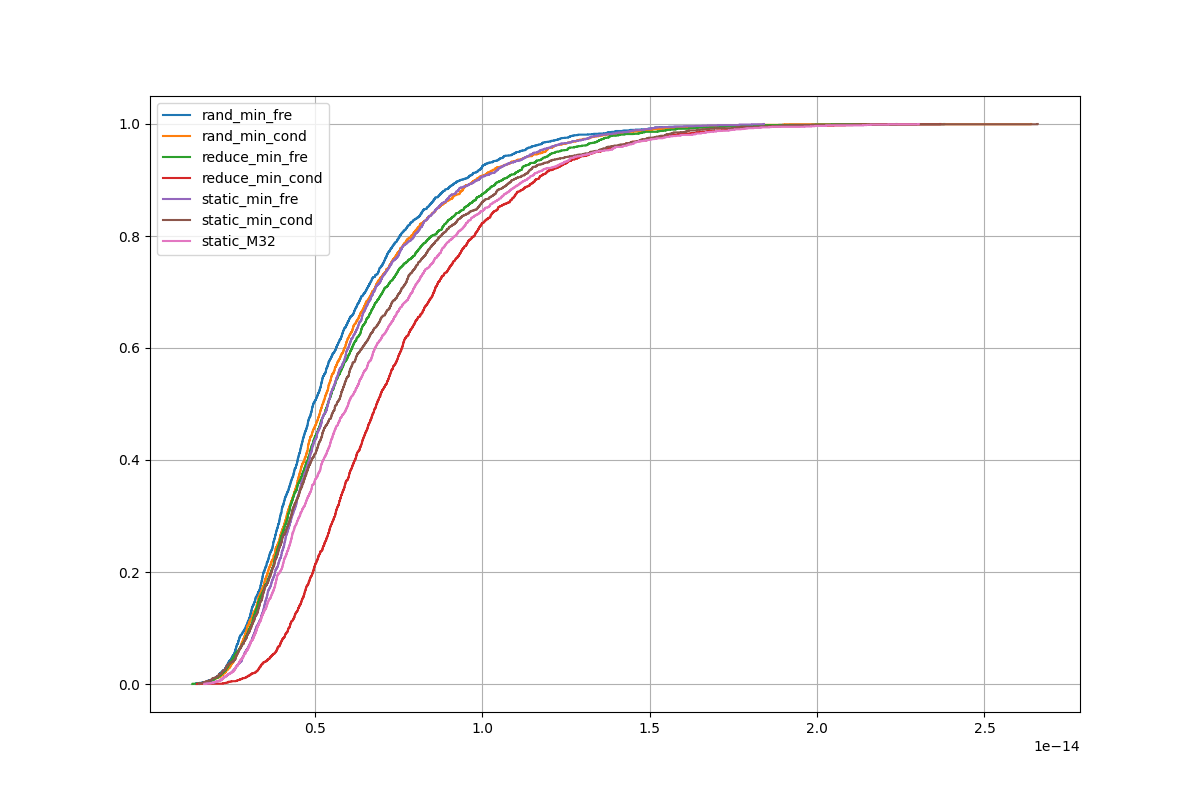 rand_min_fre
rand_min_cond
reduce_min_fre
reduce_min_cond
static_min_fre
static_min_cond
static_M32
1.0
0.8
0.6
0.4
0.2
0.0
0.5 1.0 1.5 2.0 2.5
1e−14